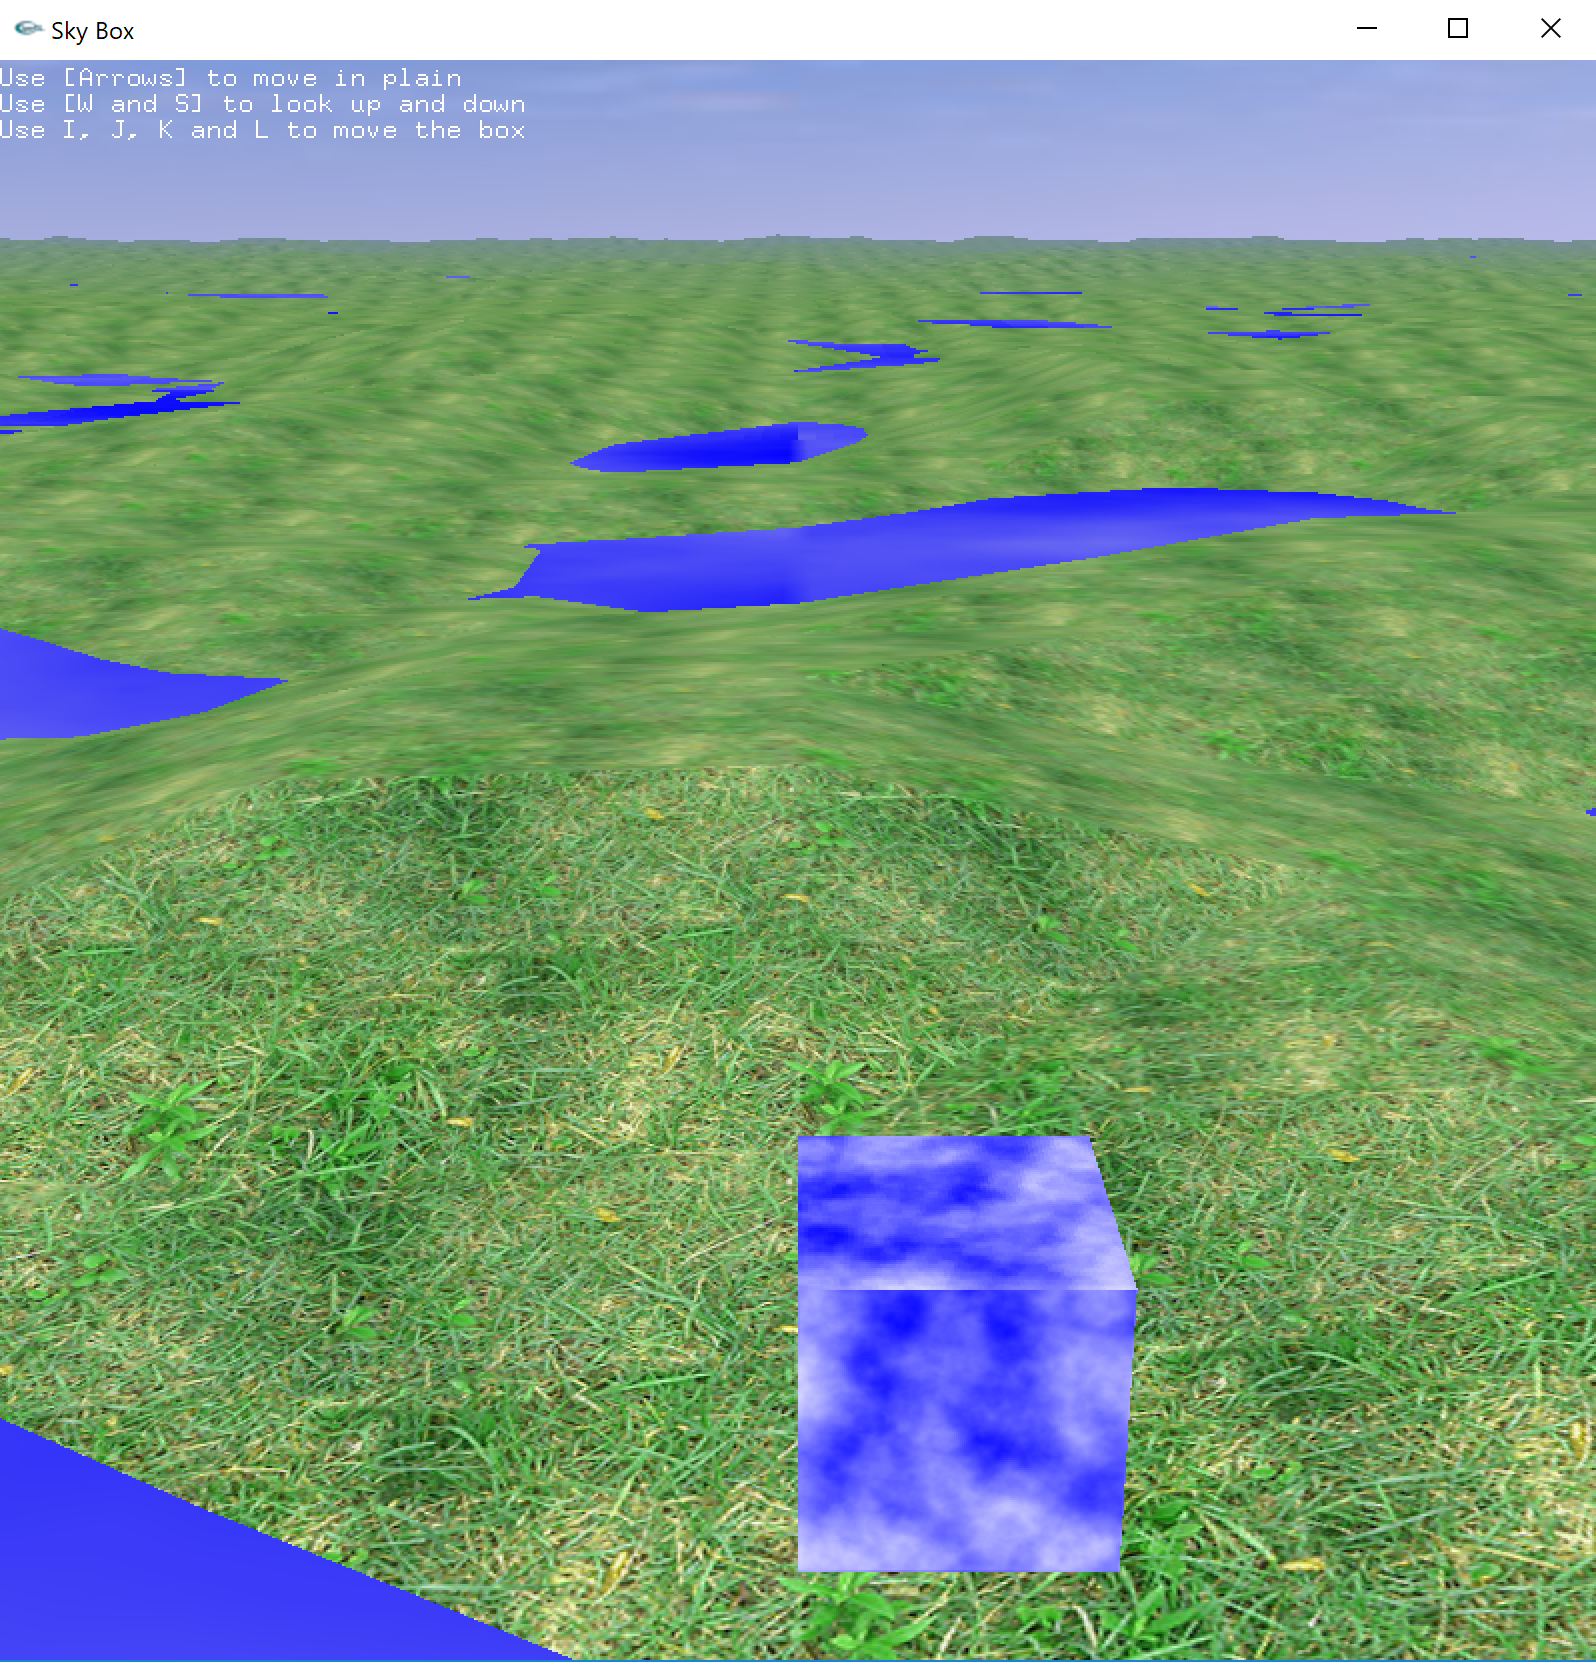 Sky Box
Use [Arrows] to move in plain
Use [W and S] to look up and down
Use I, J, K and L to move the box